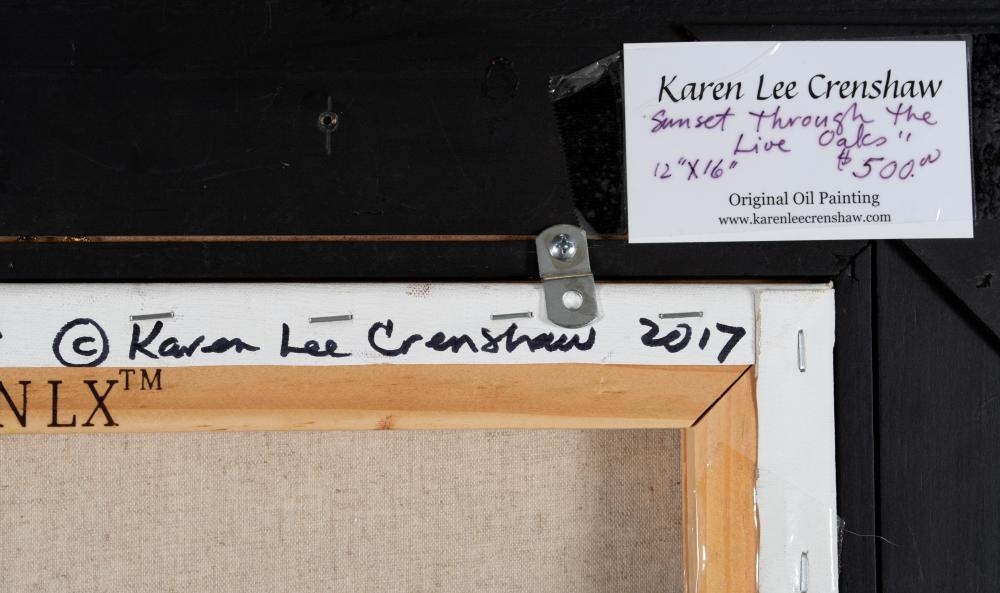 Karen Lee Crenshaw
Sunset Through the
Live Oaks"
12"X16" $500.00
Original Oil Painting
www.karenleecrenshaw.com
© Karen Lee Crenshaw 2017
NLX™